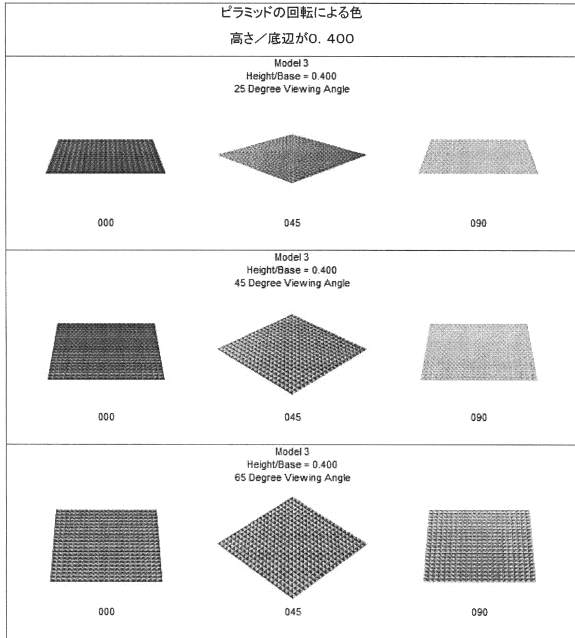 ピラミッドの回転による色
高さ／底辺が０．４００
Model 3
Height/Base = 0.400
25 Degree Viewing Angle
000 045 090
Model 3
Height/Base = 0.400
45 Degree Viewing Angle
000 045 090
Model 3
Height/Base = 0.400
65 Degree Viewing Angle
000 045 090